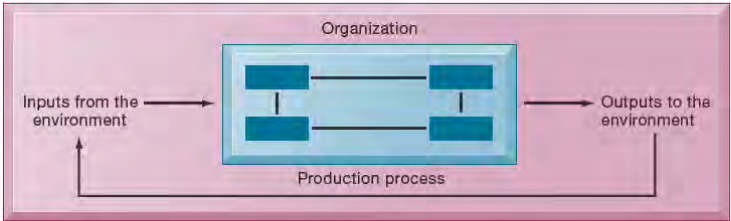 Organization
Inputs from the
environment
Outputs to the
environment
Production process